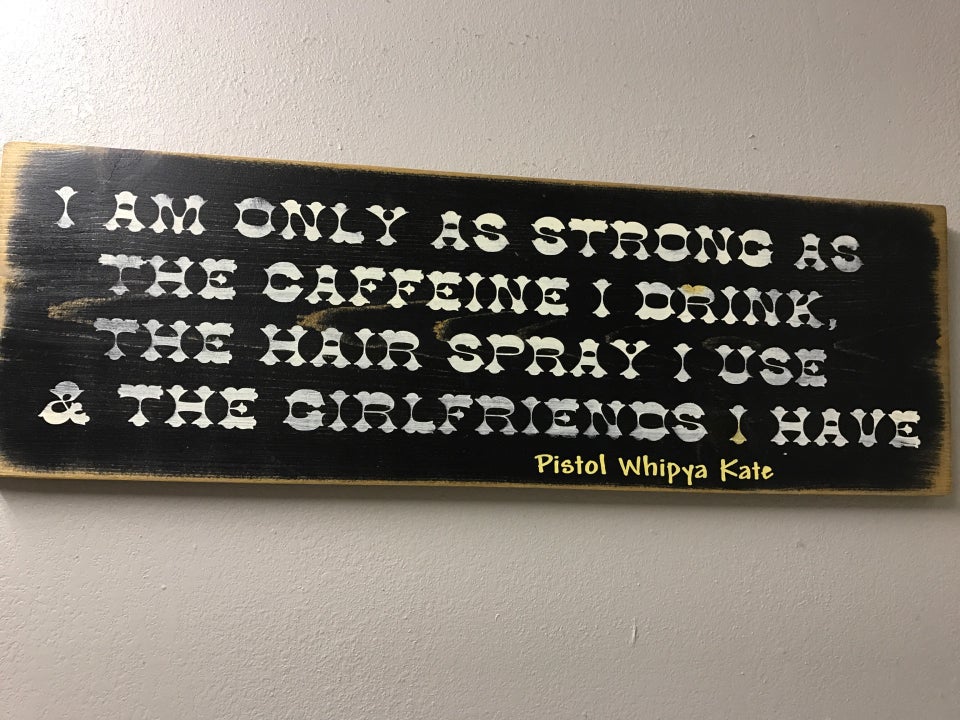 I AM ONLY AS STRONG AS
THE CAFFEINE I DRINK,
THE HAIR SPRAY I USE
& THE GIRLFRIENDS I HAVE
Pistol Whipya Kate